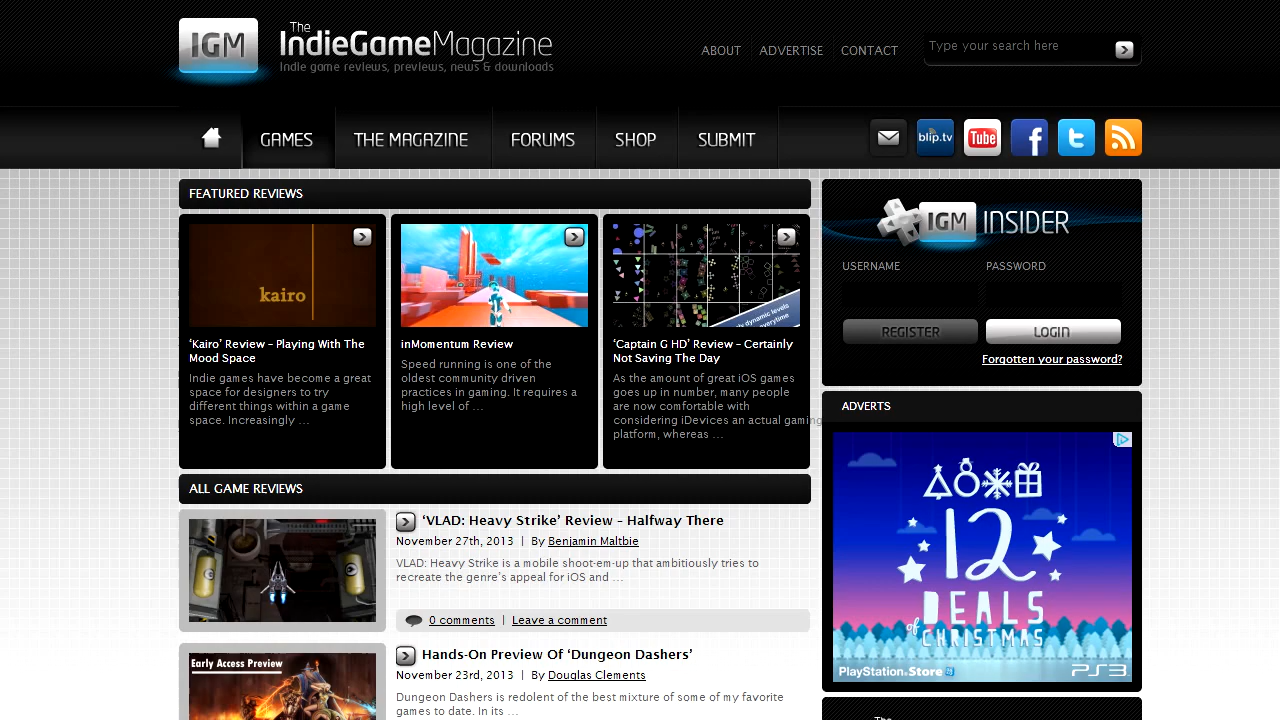 IGM
The
IndieGameMagazine
Indie game reviews, previews, news & downloads
ABOUT
ADVERTISE
CONTACT
Type your search here
GAMES
THE MAGAZINE
FORUMS
SHOP
SUBMIT
blip.tv
Tube
FEATURED REVIEWS
kairo
‘Kairo’ Review – Playing With The
Mood Space
Indie games have become a great
space for designers to try
different things within a game
space. Increasingly …
inMomentum Review
Speed running is one of the
oldest community driven
practices in gaming. It requires a
high level of …
dynamic levels
everytime
‘Captain G HD’ Review – Certainly
Not Saving The Day
As the amount of great iOS games
goes up in number, many people
are now comfortable with
considering iDevices an actual gaming
platform, whereas …
IGM INSIDER
USERNAME
PASSWORD
REGISTER
LOGIN
Forgotten your password?
ADVERTS
12
DEALS
of CHRISTMAS
PlayStation.Store
PS3
ALL GAME REVIEWS
‘VLAD: Heavy Strike’ Review – Halfway There
November 27th, 2013 | By Benjamin Maltbie
VLAD: Heavy Strike is a mobile shoot-em-up that ambitiously tries to
recreate the genre’s appeal for iOS and …
0 comments | Leave a comment
Early Access Preview
Hands-On Preview Of ‘Dungeon Dashers’
November 23rd, 2013 | By Douglas Clements
Dungeon Dashers is redolent of the best mixture of some of my favorite
games to date. In its …
The